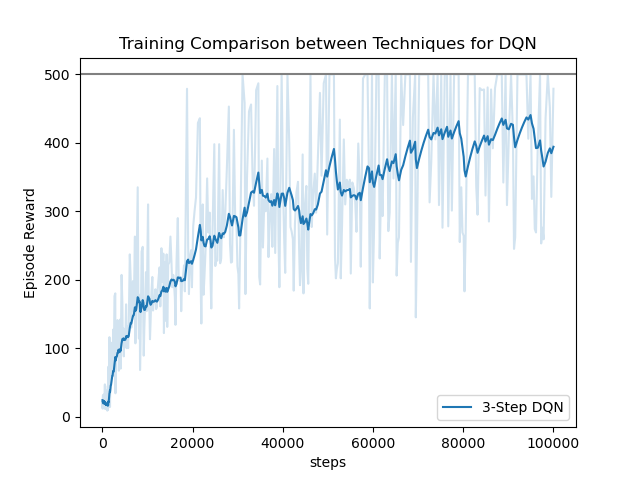 Training Comparison between Techniques for DQN
500
400
300
200
100
0
Episode Reward
0 20000 40000 60000 80000 100000
steps
3-Step DQN